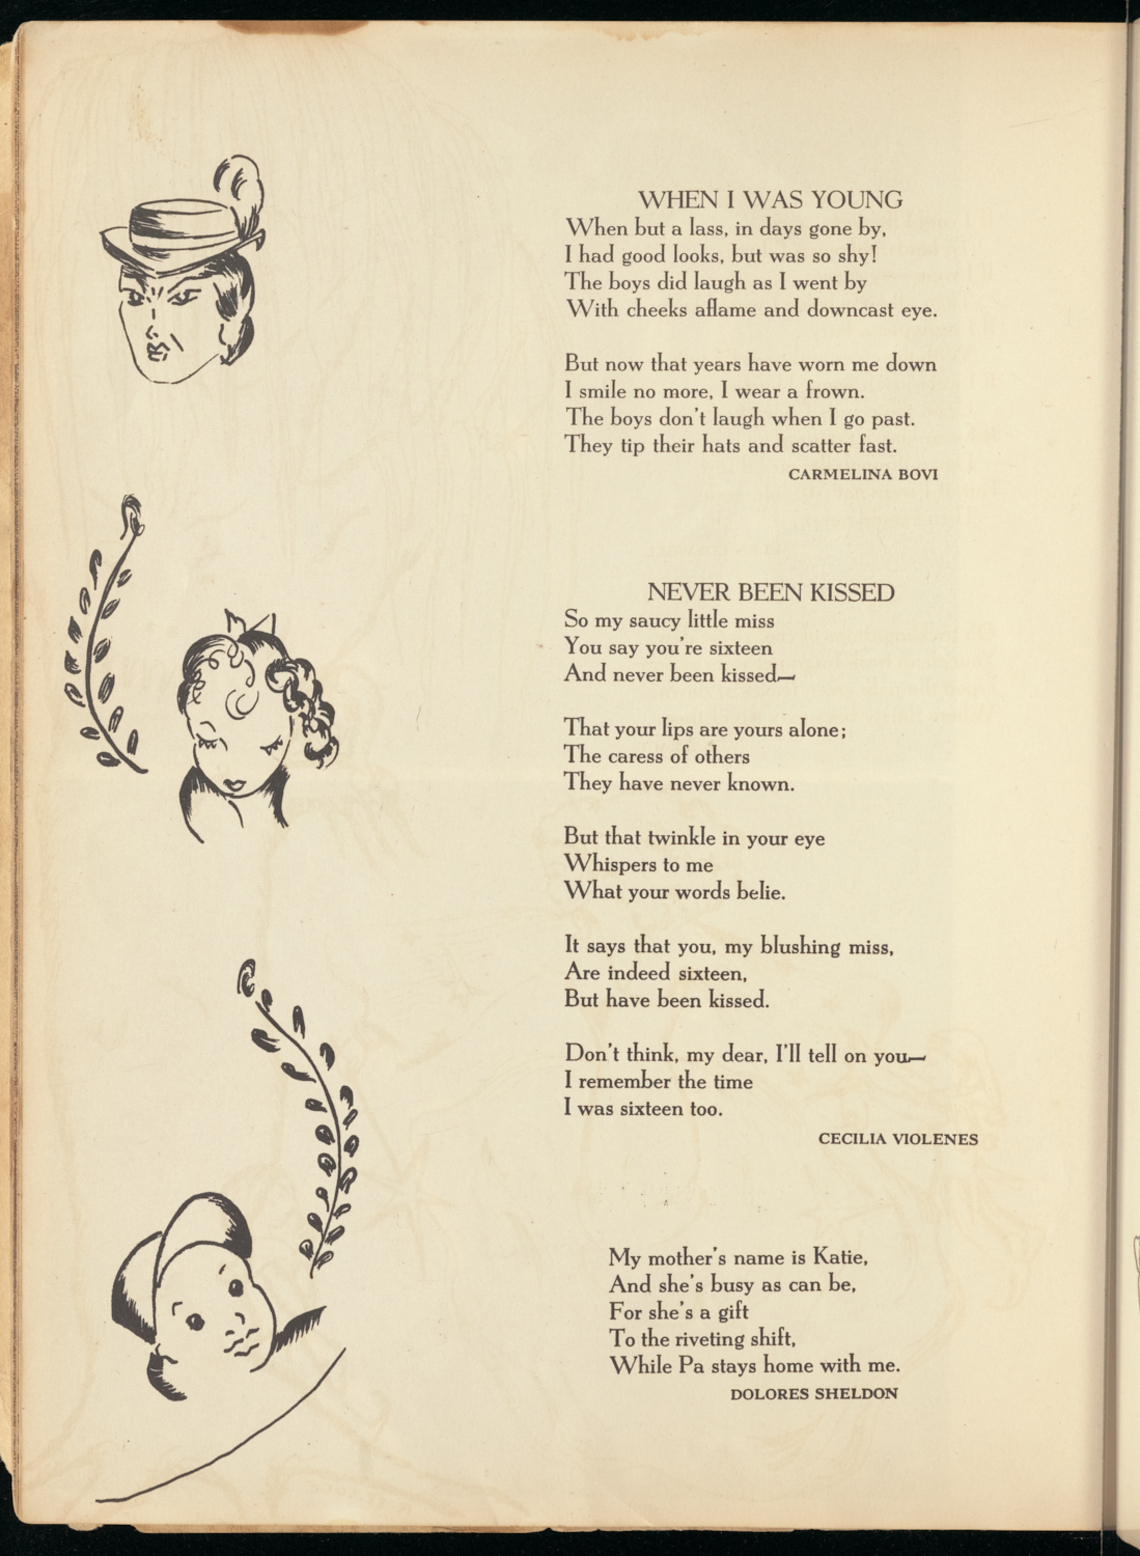 WHEN I WAS YOUNG
When but a lass, in days gone by,
I had good looks, but was so shy!
The boys did laugh as I went by
With cheeks aflame and downcast eye.
But now that years have worn me down
I smile no more, I wear a frown.
The boys don't laugh when I go past.
They tip their hats and scatter fast.
CARMELINA BOVI
NEVER BEEN KISSED
So my saucy little miss
You say you're sixteen
And never been kissed—
That your lips are yours alone;
The caress of others
They have never known.
But that twinkle in your eye
Whispers to me
What your words belie.
It says that you, my blushing miss,
Are indeed sixteen,
But have been kissed.
Don't think, my dear, I'll tell on you—
I remember the time
I was sixteen too.
CECILIA VIOLENES
My mother's name is Katie,
And she's busy as can be,
For she's a gift
To the riveting shift,
While Pa stays home with me.
DOLORES SHELDON